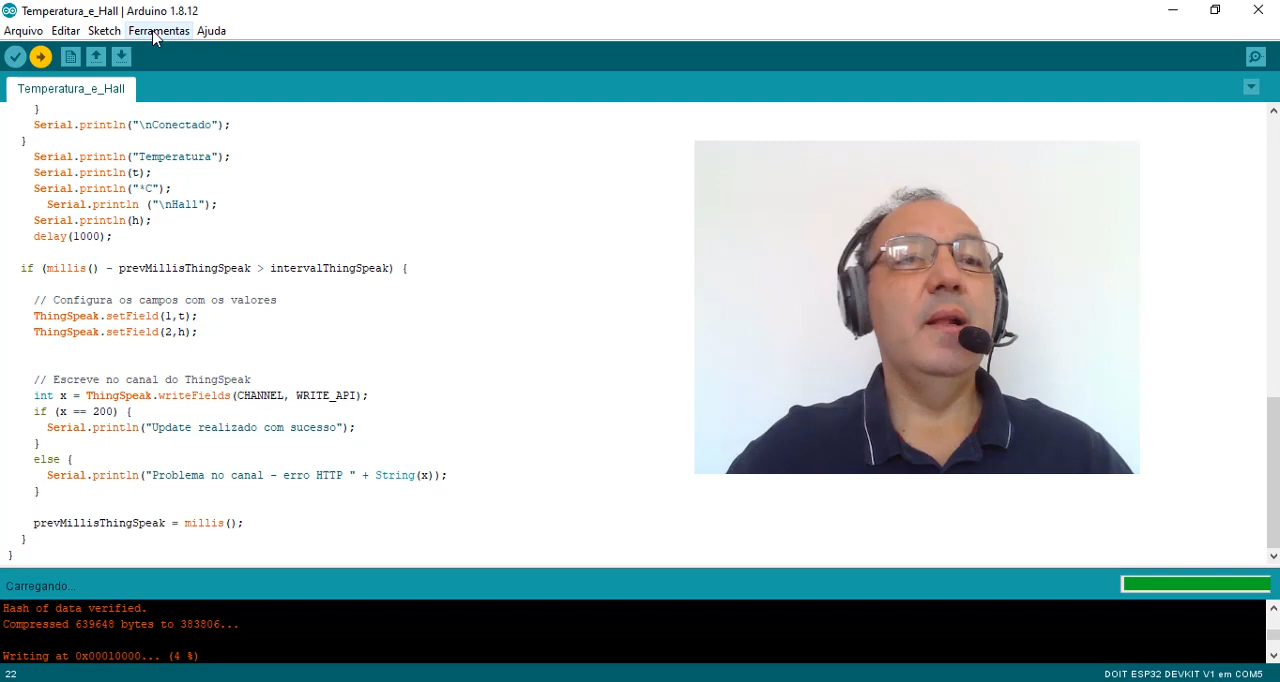 Temperatura_e_Hall | Arduino 1.8.12
Arquivo Editar Sketch Ferramentas Ajuda
Temperatura_e_Hall
}
Serial.println("\nConectado");
}
Serial.println("Temperatura");
Serial.println(t);
Serial.println("*C");
Serial.println ("\nHall");
Serial.println(h);
delay(1000);
if (millis() - prevMillisThingSpeak > intervalThingSpeak) {
// Configura os campos com os valores
ThingSpeak.setField(1,t);
ThingSpeak.setField(2,h);
// Escreve no canal do ThingSpeak
int x = ThingSpeak.writeFields(CHANNEL, WRITE_API);
if (x == 200) {
Serial.println("Update realizado com sucesso");
}
else {
Serial.println("Problema no canal - erro HTTP " + String(x));
}
prevMillisThingSpeak = millis();
}
}
Carregando...
Hash of data verified.
Compressed 639648 bytes to 383806...
Writing at 0x00010000... (4 %)
22
DOIT ESP32 DEVKIT V1 em COM5